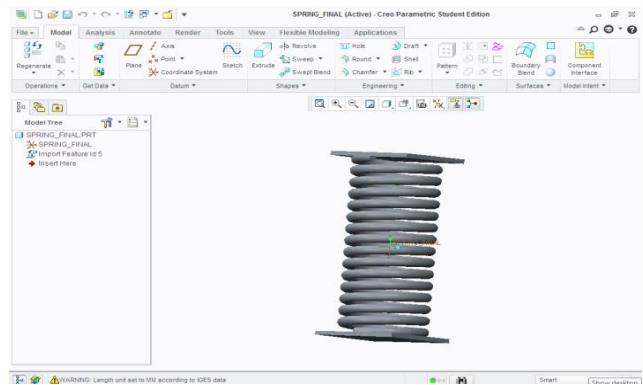 SPRING_FINAL (Active) - Creo Parametric Student Edition
File Model Analysis Annotate Render Tools View Flexible Modeling Applications
Regenerate
Plane
Axis
Point
Coordinate System
Sketch
Extrude
Revolve
Sweep
Swept Blend
Hole
Round
Chamfer
Draft
Shell
Rib
Pattern
Boundary Blend
Component Interface
Operations Get Data Datum Shapes Engineering Editing Surfaces Model Intent
Model Tree
SPRING_FINAL.PRT
SPRING_FINAL
Import Feature id 5
Insert Here
WARNING: Length unit set to MM according to IGES data
Smart
Show desktop